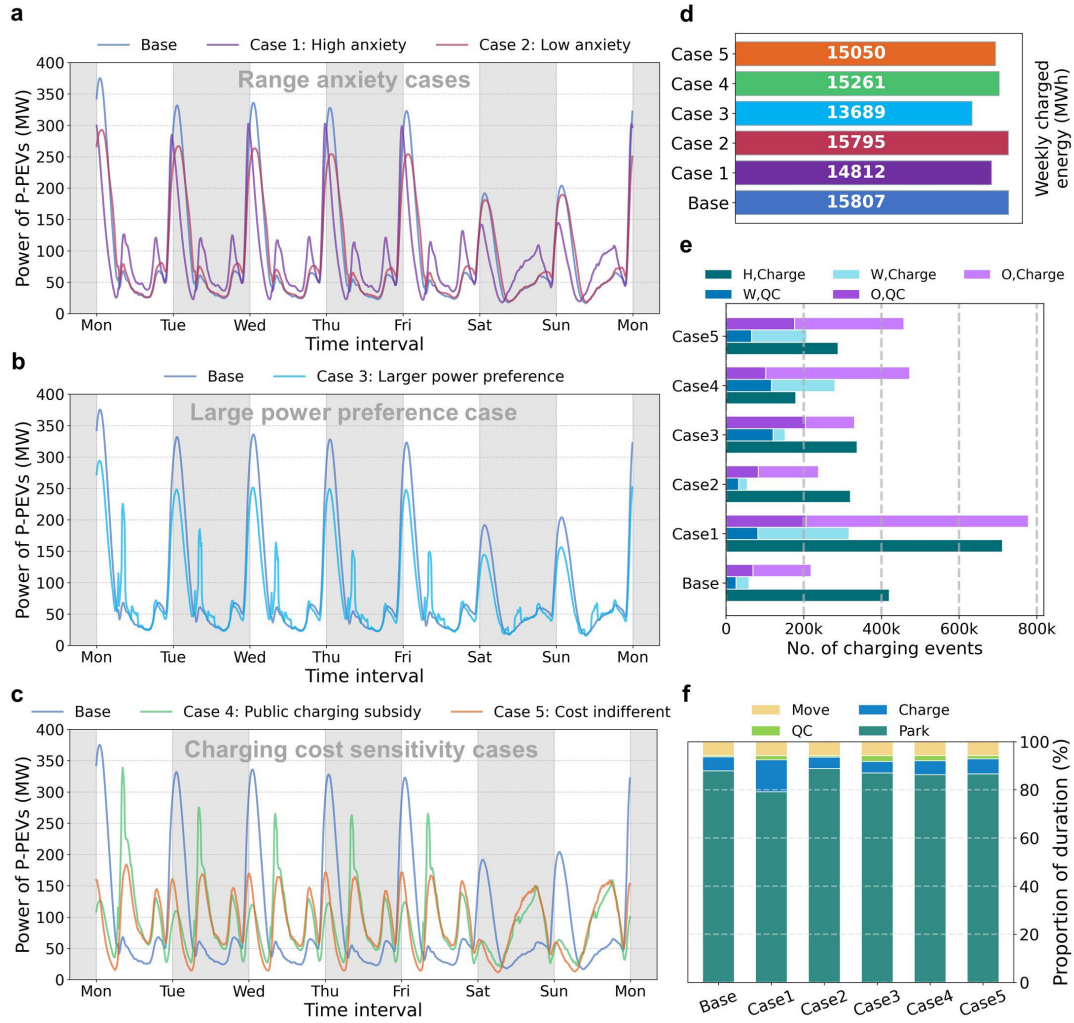 a
Base
Case 1: High anxiety
Case 2: Low anxiety
Range anxiety cases
Power of P-PEVs (MW)
400
350
300
250
200
150
100
50
0
Mon Tue Wed Thu Fri Sat Sun Mon
Time interval
b
Base
Case 3: Larger power preference
Large power preference case
Power of P-PEVs (MW)
400
350
300
250
200
150
100
50
0
Mon Tue Wed Thu Fri Sat Sun Mon
Time interval
c
Base
Case 4: Public charging subsidy
Case 5: Cost indifferent
Charging cost sensitivity cases
Power of P-PEVs (MW)
400
350
300
250
200
150
100
50
0
Mon Tue Wed Thu Fri Sat Sun Mon
Time interval
d
Case 5 15050
Case 4 15261
Case 3 13689
Case 2 15795
Case 1 14812
Base 15807
Weekly charged
energy (MWh)
e
H,Charge W,Charge O,Charge
W,QC O,QC
Case5
Case4
Case3
Case2
Case1
Base
0 200k 400k 600k 800k
No. of charging events
f
Move Charge
QC Park
100
80
60
40
20
0
Proportion of duration (%)
Base Case1 Case2 Case3 Case4 Case5